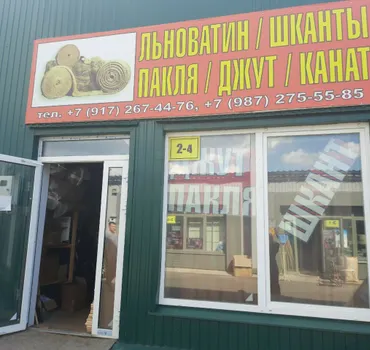 ЛЬНОВАТИН / ШКАНТЫ
ПАКЛЯ / ДЖУТ / КАНАТ
тел. +7 (917) 267-44-76, +7 (987) 275-55-85
2-4
ДЖУТ
ПАКЛЯ
ШКАНТ